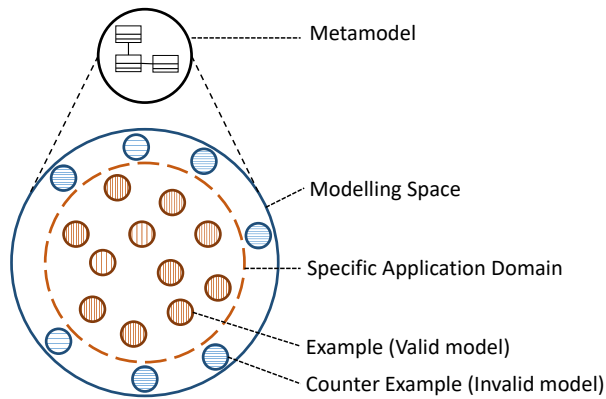 Metamodel
Modelling Space
Specific Application Domain
Example (Valid model)
Counter Example (Invalid model)